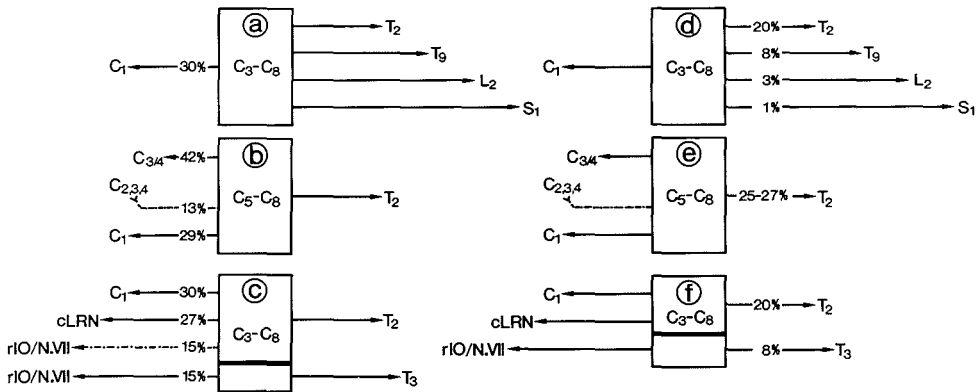 a
C1 30% C3-C8 T2
T9
L2
S1
d
C1 C3-C8 20% T2
8% T9
3% L2
1% S1
b
C3/4 42%
C2,3,4 13% C5-C8 T2
C1 29%
e
C3/4
C2,3,4 C5-C8 25-27% T2
C1
c
C1 30%
cLRN 27% C3-C8 T2
rIO/N.VII 15%
rIO/N.VII 15% T3
f
C1 20% T2
cLRN C3-C8
rIO/N.VII 8% T3